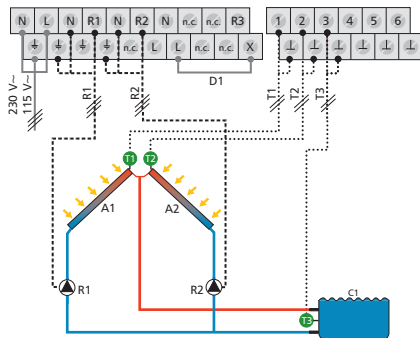 N L N R1 N R2 N n.c. R3 1 2 3 4 5 6
n.c. L L n.c. X
D1
230 V~
115 V~
R1
R2
T1
T2
T3
T1 T2
A1 A2
R1 R2
C1
T3